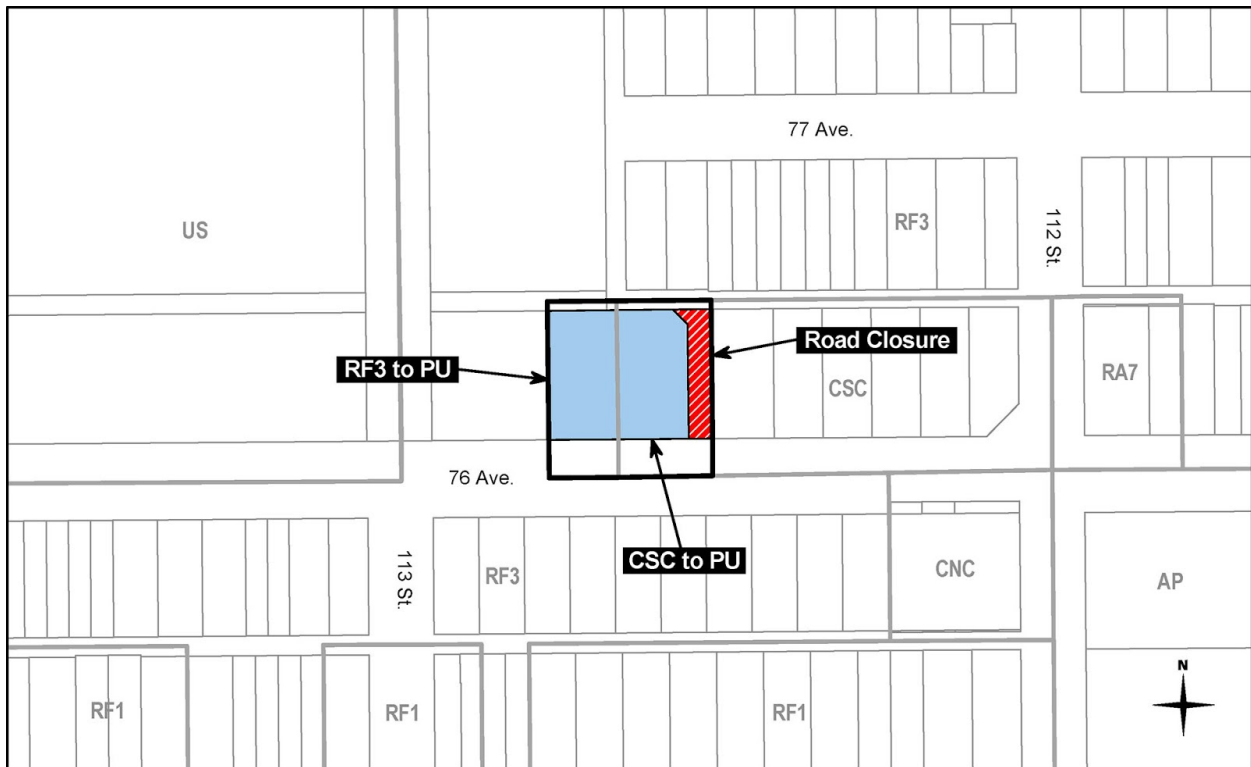 77 Ave.
US
RF3
112 St.
Road Closure
RF3 to PU
CSC
RA7
76 Ave.
CSC to PU
113 St.
RF3
CNC
AP
N
RF1
RF1
RF1